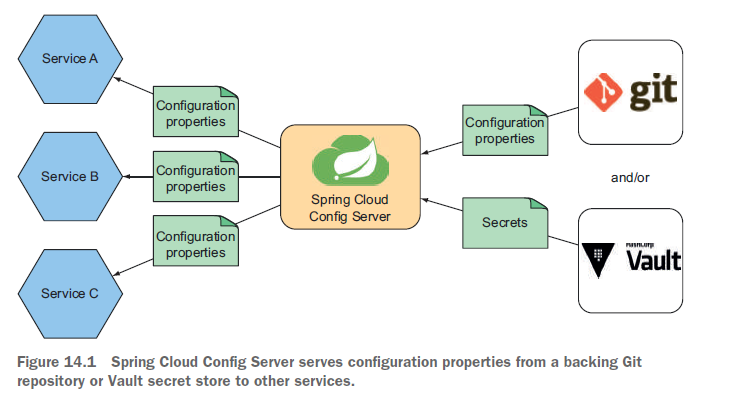 Service A
Configuration
properties
git
Configuration
properties
Service B
Configuration
properties
Spring Cloud
Config Server
and/or
Secrets
Configuration
properties
Service C
HashiCorp
Vault
Figure 14.1 Spring Cloud Config Server serves configuration properties from a backing Git
repository or Vault secret store to other services.